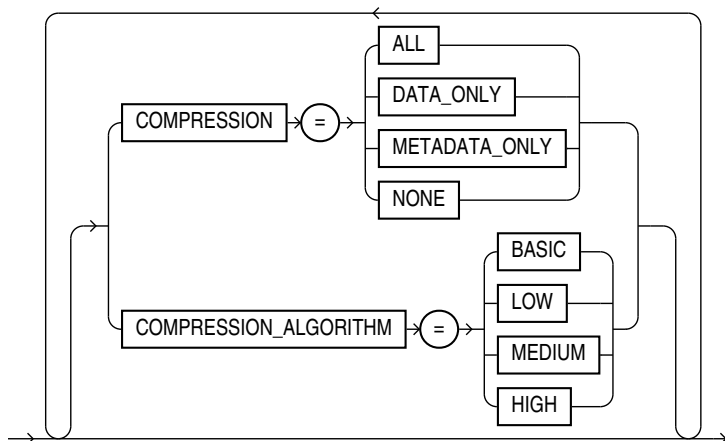 ALL
DATA_ONLY
COMPRESSION =
METADATA_ONLY
NONE
BASIC
LOW
COMPRESSION_ALGORITHM =
MEDIUM
HIGH